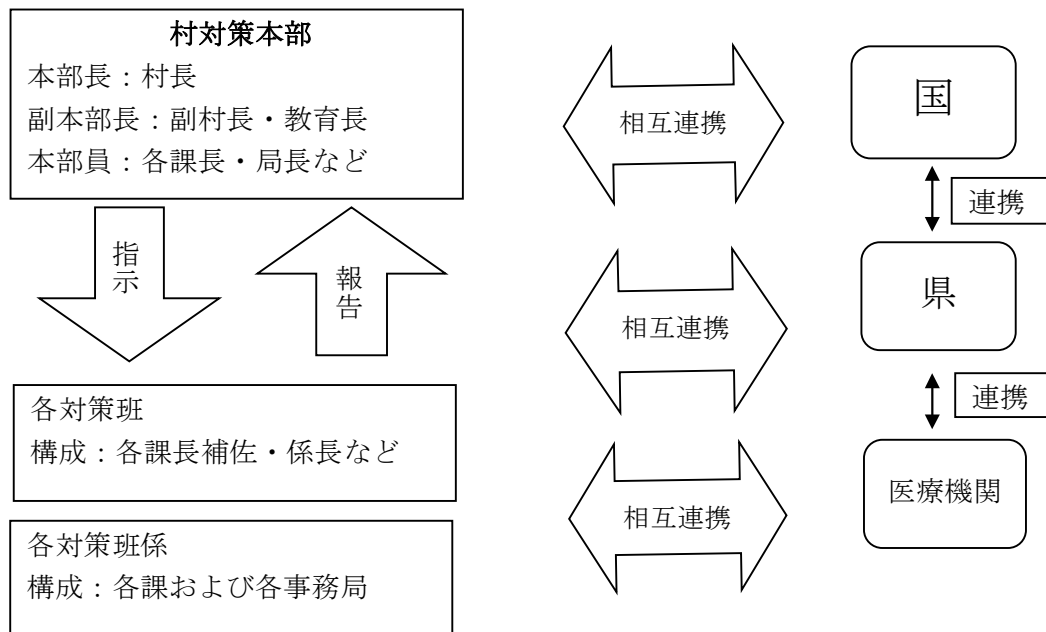 村対策本部
本部長：村長
副本部長：副村長・教育長
本部員：各課長・局長など
指示
報告
各対策班
構成：各課長補佐・係長など
各対策班係
構成：各課および各事務局
相互連携
相互連携
相互連携
国
連携
県
連携
医療機関